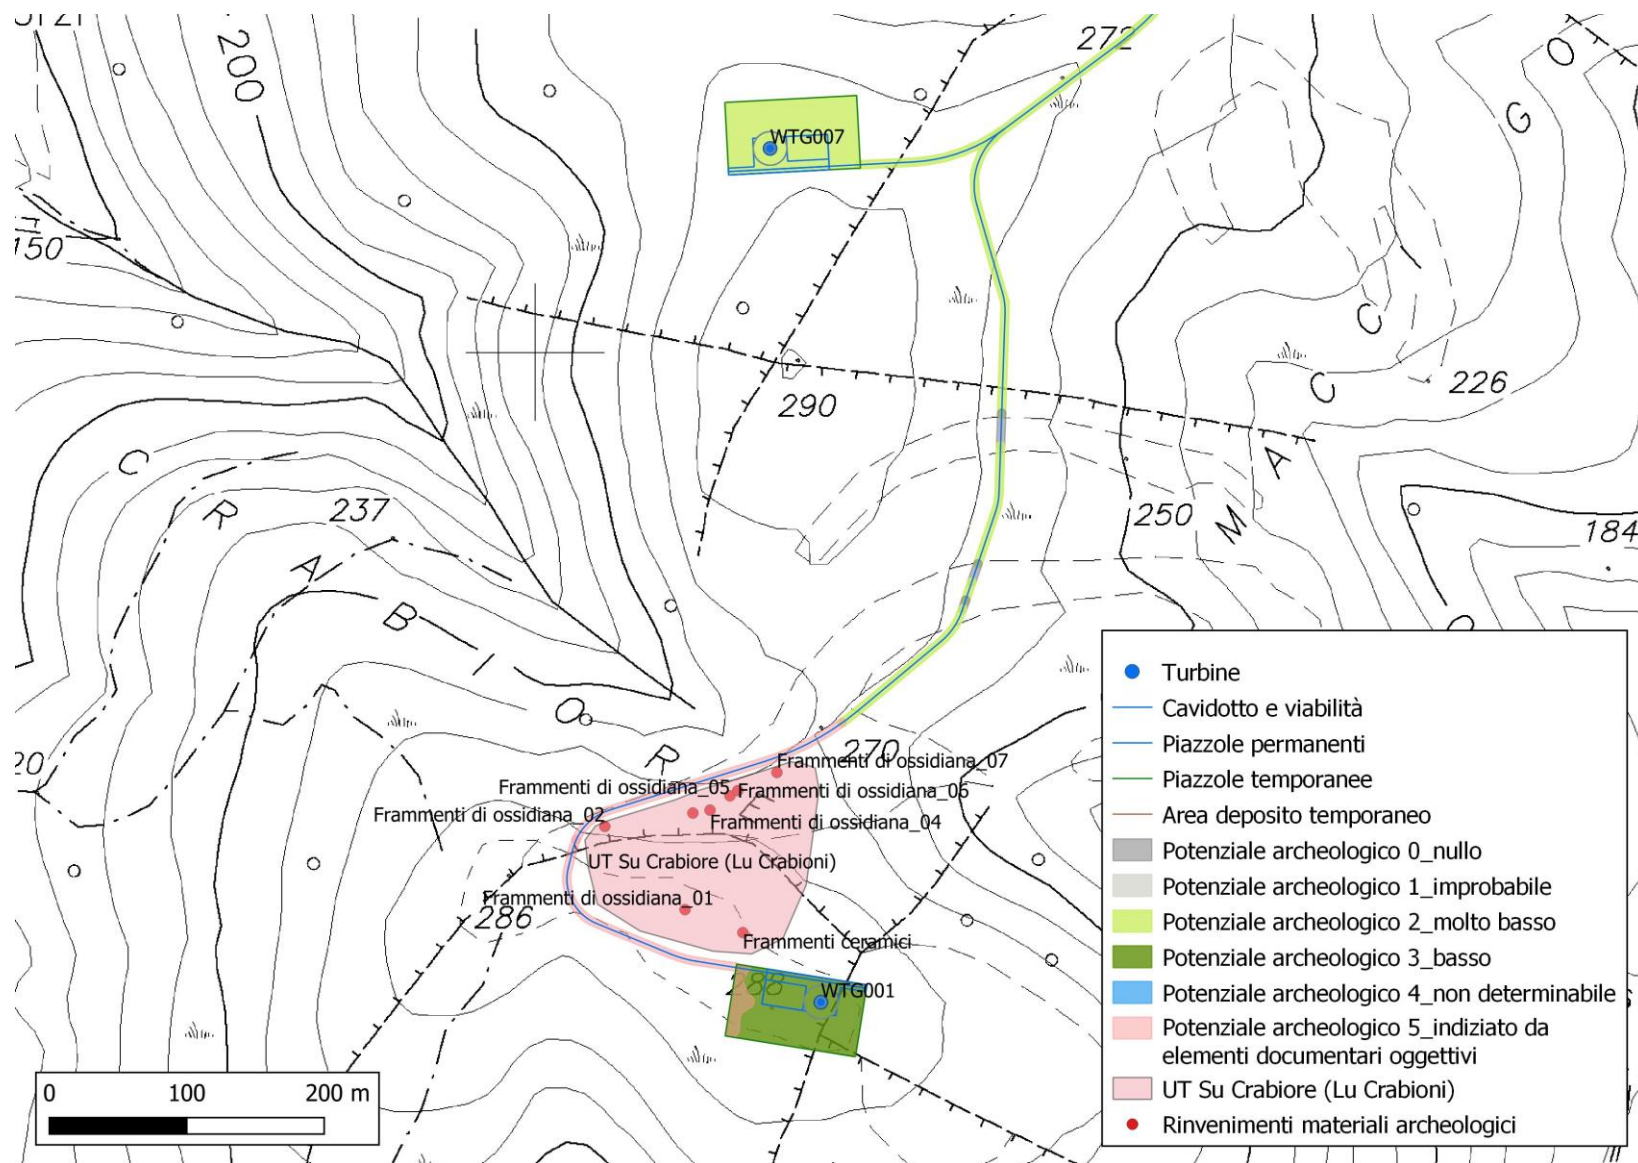 200
272
WTG007
G
O
150
C
C
C
226
290
A
M
250
184
C
R
A
B
I
O
R
237
20
270
Frammenti di ossidiana_07
Frammenti di ossidiana_05
Frammenti di ossidiana_06
Frammenti di ossidiana_02
Frammenti di ossidiana_04
UT Su Crabiore (Lu Crabioni)
Frammenti di ossidiana_01
286
Frammenti ceramici
288
WTG001
0 100 200 m
Turbine
Cavidotto e viabilità
Piazzole permanenti
Piazzole temporanee
Area deposito temporaneo
Potenziale archeologico 0_nullo
Potenziale archeologico 1_improbabile
Potenziale archeologico 2_molto basso
Potenziale archeologico 3_basso
Potenziale archeologico 4_non determinabile
Potenziale archeologico 5_indiziato da
elementi documentari oggettivi
UT Su Crabiore (Lu Crabioni)
Rinvenimenti materiali archeologici